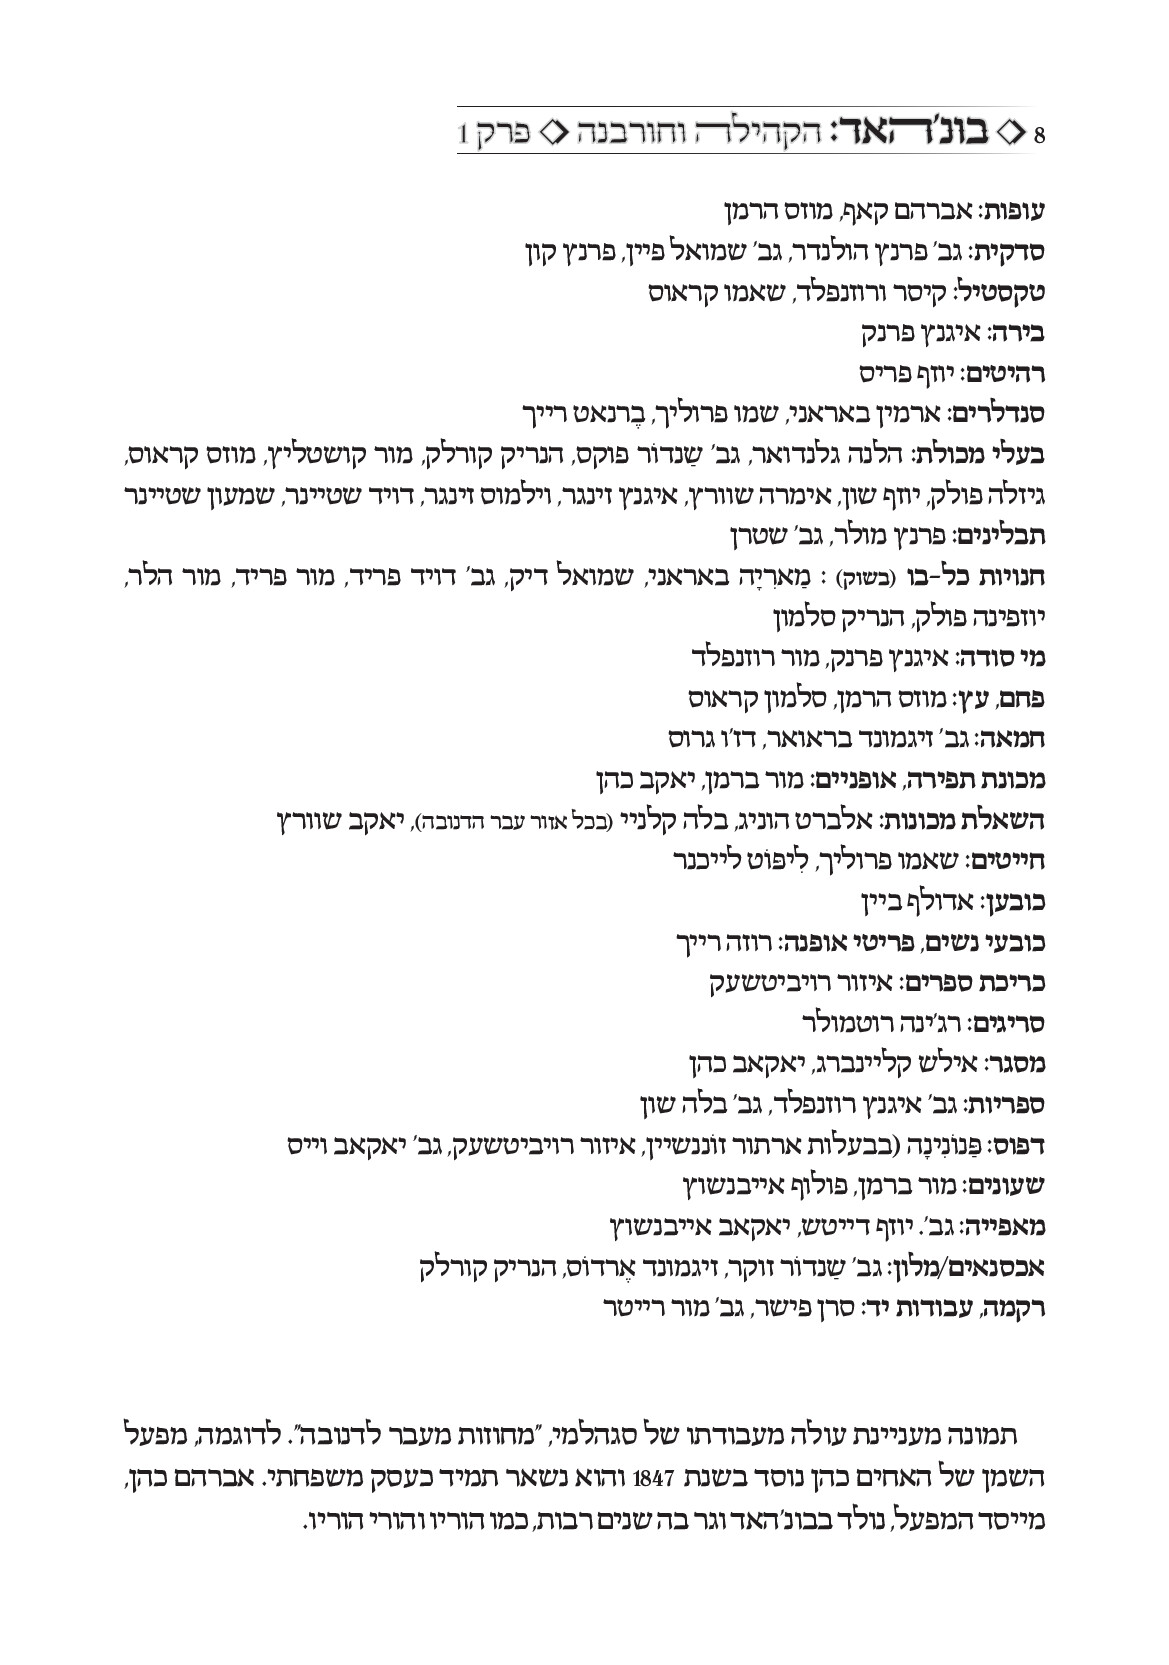 8 ◇ בונ'האד: הקהילה וחורבנה ◇ פרק 1
עופות: אברהם קאף, מוזס הרמן
סדקית: גב' פרנץ הולנדר, גב' שמואל פיין, פרנץ קון
טקסטיל: קיסר ורוזנפלד, שאמו קראוס
בירה: איגנץ פרנק
רהיטים: יוזף פריס
סנדלרים: ארמין באראני, שמו פרוליך, בֶרנאט רייך
בעלי מכולת: הלנה גלנדואר, גב' שַנדוֹר פוקס, הנריק קורלק, מור קושטליץ, מוזס קראוס,
גיזלה פולק, יוזף שון, אימרה שוורץ, איגנץ זינגר, וילמוס זינגר, דויד שטיינר, שמעון שטיינר
תבלינים: פרנץ מולר, גב' שטרן
חנויות כל-בו (בשוק) : מַארִיָה באראני, שמואל דיק, גב' דויד פריד, מור פריד, מור הלר,
יוזפינה פולק, הנריק סלמון
מי סודה: איגנץ פרנק, מור רוזנפלד
פחם, עץ: מוזס הרמן, סלמון קראוס
חמאה: גב' זיגמונד בראואר, דז'ו גרוס
מכונת תפירה, אופניים: מור ברמן, יאקב כהן
השאלת מכונות: אלברט הוניג, בלה קלניי (בכל אזור עבר הדנובה), יאקב שוורץ
חייטים: שאמו פרוליך, לִיפּוֹט לייכנר
כובען: אדולף ביין
כובעי נשים, פריטי אופנה: רוזה רייך
כריכת ספרים: איזור רויביטשעק
סריגים: רג'ינה רוטמולר
מסגר: אילש קליינברג, יאקאב כהן
ספריות: גב' איגנץ רוזנפלד, גב' בלה שון
דפוס: פַּנוֹנִינָה (בבעלות ארתור זוננשיין, איזור רויביטשעק, גב' יאקאב וייס
שעונים: מור ברמן, פולוף אייבנשוץ
מאפייה: גב'. יוזף דייטש, יאקאב אייבנשוץ
אכסנאים/מלון: גב' שַנדוֹר זוקר, זיגמונד אֶרדוֹס, הנריק קורלק
רקמה, עבודות יד: סרן פישר, גב' מור רייטר
תמונה מעניינת עולה מעבודתו של סגהלמי, "מחוזות מעבר לדנובה". לדוגמה, מפעל
השמן של האחים כהן נוסד בשנת 1847 והוא נשאר תמיד כעסק משפחתי. אברהם כהן,
מייסד המפעל, נולד בבונ'האד וגר בה שנים רבות, כמו הוריו והורי הוריו.